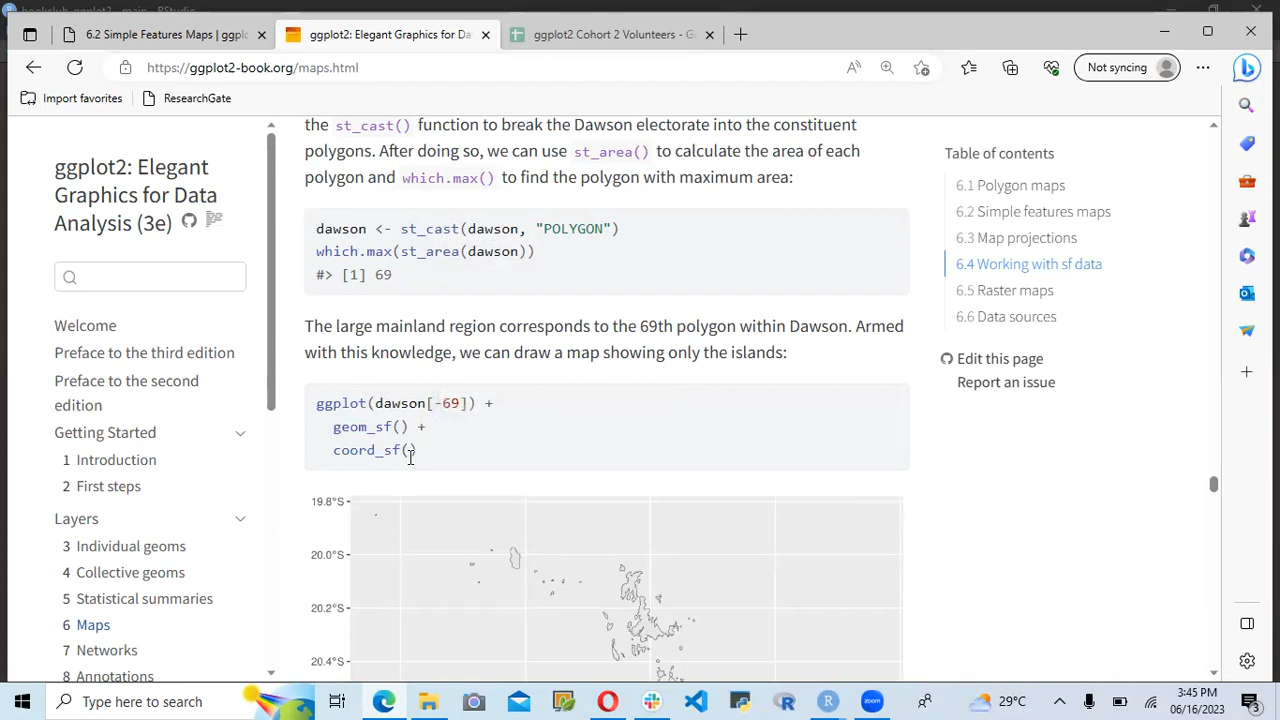 bookclub_ggplot2 - main - RStudio
6.2 Simple Features Maps | ggplo
ggplot2: Elegant Graphics for Da
ggplot2 Cohort 2 Volunteers - Go
https://ggplot2-book.org/maps.html
Not syncing
Import favorites
ResearchGate
ggplot2: Elegant
Graphics for Data
Analysis (3e)
Welcome
Preface to the third edition
Preface to the second
edition
Getting Started
1 Introduction
2 First steps
Layers
3 Individual geoms
4 Collective geoms
5 Statistical summaries
6 Maps
7 Networks
8 Annotations
the st_cast() function to break the Dawson electorate into the constituent
polygons. After doing so, we can use st_area() to calculate the area of each
polygon and which.max() to find the polygon with maximum area:
dawson <- st_cast(dawson, "POLYGON")
which.max(st_area(dawson))
#> [1] 69
The large mainland region corresponds to the 69th polygon within Dawson. Armed
with this knowledge, we can draw a map showing only the islands:
ggplot(dawson[-69]) +
geom_sf() +
coord_sf()
19.8°S
20.0°S
20.2°S
20.4°S
Table of contents
6.1 Polygon maps
6.2 Simple features maps
6.3 Map projections
6.4 Working with sf data
6.5 Raster maps
6.6 Data sources
Edit this page
Report an issue
Type here to search
29°C
3:45 PM
06/16/2023
3